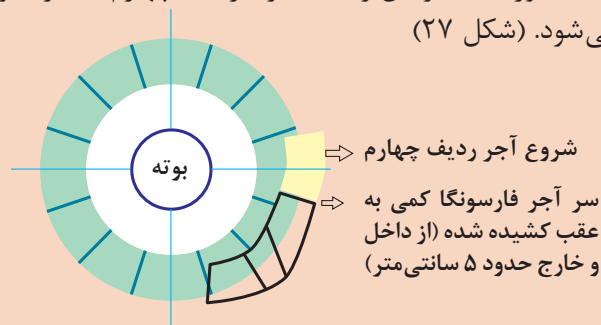 ی‌شود. (شکل ۲۷)
شروع آجر ردیف چهارم
بوته
سر آجر فارسونگا کمی به
عقب کشیده شده (از داخل
و خارج حدود ۵ سانتی‌متر)